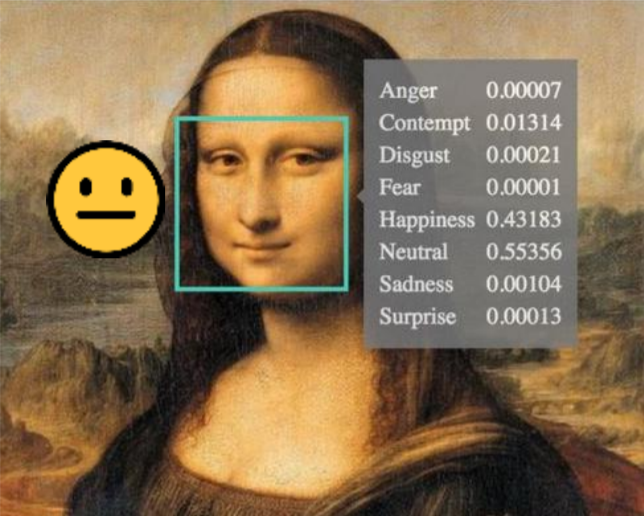 Anger 0.00007
Contempt 0.01314
Disgust 0.00021
Fear 0.00001
Happiness 0.43183
Neutral 0.55356
Sadness 0.00104
Surprise 0.00013